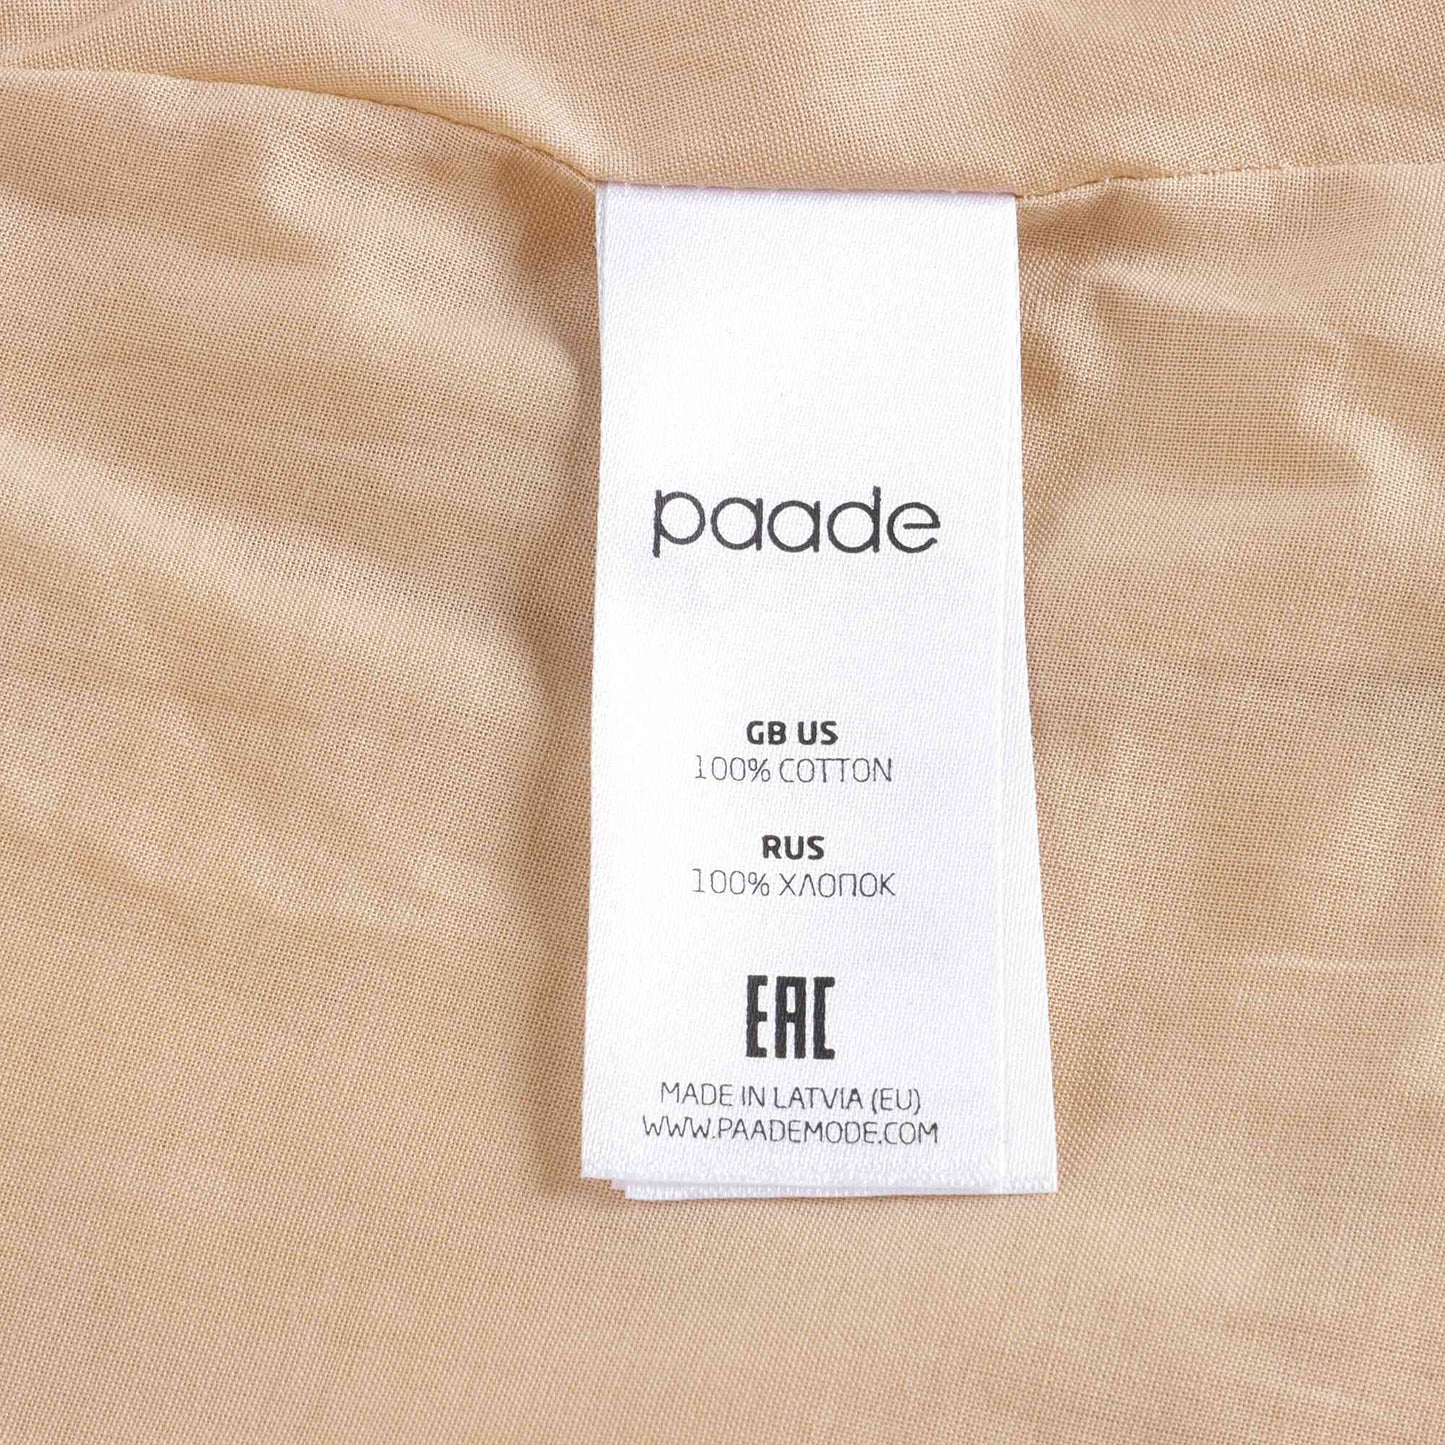 paade
GB US
100% COTTON
RUS
100% ХЛОПОК
EAC
MADE IN LATVIA (EU)
WWW.PAADEMODE.COM